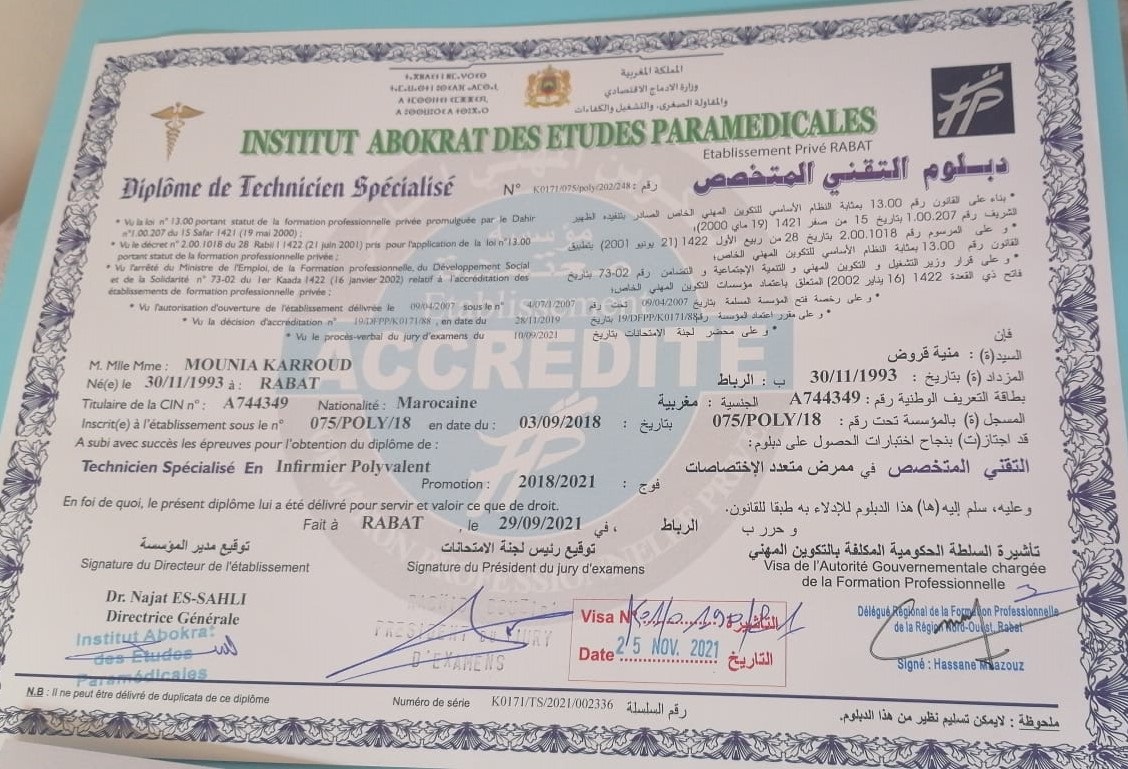 المملكة المغربية
وزارة الادماج الاقتصادي
والمقاولة الصغرى والتشغيل والكفاءات
INSTITUT ABOKRAT DES ETUDES PARAMEDICALES
Etablissement Privé RABAT
Diplôme de Technicien Spécialisé
N° K0171/075/poly/202/248 : رقم
دبلوم التقني المتخصص
* Vu la loi n° 13.00 portant statut de la formation professionnelle privée promulguée par le Dahir
n°1.00.207 du 15 Safar 1421 (19 mai 2000) ;
* Vu le décret n° 2.00.1018 du 28 Rabii I 1422 (21 juin 2001) pris pour l'application de la loi n°13.00
portant statut de la formation professionnelle privée ;
* Vu l'arrêté du Ministre de l'Emploi, de la Formation professionnelle, du Développement Social
et de la Solidarité n° 73-02 du 1er Kaada 1422 (16 janvier 2002) relatif à l'accréditation des
établissements de formation professionnelle privée ;
* بناء على القانون رقم 13.00 بمثابة النظام الأساسي للتكوين المهني الخاص الصادر بتنفيذه الظهير
الشريف رقم 1.00.207 بتاريخ 15 من صفر 1421 (19 ماي 2000)؛
* و على المرسوم رقم 2.00.1018 بتاريخ 28 من ربيع الأول 1422 (21 يونيو 2001) بتطبيق
القانون رقم 13.00 بمثابة النظام الأساسي للتكوين المهني الخاص؛
* و على قرار وزير التشغيل و التكوين المهني و التنمية الإجتماعية و التضامن رقم 73-02 بتاريخ
فاتح ذي القعدة 1422 (16 يناير 2002) المتعلق باعتماد مؤسسات التكوين المهني الخاص؛
* Vu l'autorisation d'ouverture de l'établissement délivrée le 09/04/2007 sous le n° 4/07/1/2007 تحت رقم 09/04/2007 و على رخصة فتح المؤسسة المسلمة بتاريخ *
* Vu la décision d'accréditation n° 19/DFPP/K0171/88 , en date du 28/11/2019 بتاريخ 19/DFPP/K0171/88 و على مقرر اعتماد المؤسسة رقم *
* Vu le procès-verbal du jury d'examens du 10/09/2021 و على محضر لجنة الامتحانات بتاريخ *
ACCREDITE
فإن
M. Mlle Mme : MOUNIA KARROUD
السيد(ة) : منية قروض
Né(e) le 30/11/1993 à : RABAT
المزداد (ة) بتاريخ : 30/11/1993 ب : الرباط
Titulaire de la CIN n° : A744349 Nationalité : Marocaine
بطاقة التعريف الوطنية رقم : A744349 الجنسية : مغربية
Inscrit(e) à l'établissement sous le n° 075/POLY/18 en date du : 03/09/2018
المسجل (ة) بالمؤسسة تحت رقم : 075/POLY/18 بتاريخ :
A subi avec succès les épreuves pour l'obtention du diplôme de :
قد اجتاز(ت) بنجاح اختبارات الحصول على دبلوم:
Technicien Spécialisé En Infirmier Polyvalent
التقني المتخصص في ممرض متعدد الإختصاصات
Promotion : 2018/2021 فوج :
En foi de quoi, le présent diplôme lui a été délivré pour servir et valoir ce que de droit.
وعليه، سلم إليه(ها) هذا الدبلوم للإدلاء به طبقا للقانون.
Fait à RABAT , le 29/09/2021 ، في الرباط و حرر ب
توقيع مدير المؤسسة
Signature du Directeur de l'établissement
توقيع رئيس لجنة الامتحانات
Signature du Président du jury d'examens
تأشيرة السلطة الحكومية المكلفة بالتكوين المهني
Visa de l'Autorité Gouvernementale chargée
de la Formation Professionnelle
Dr. Najat ES-SAHLI
Directrice Générale
Institut Abokrat
des Etudes
Paramédicales
PRESIDENT DU JURY
D'EXAMENS
Visa N° التأشيرة
Date 25 NOV. 2021 التاريخ
Délégué Régional de la Formation Professionnelle
de la Région Nord-Ouest, Rabat
Signé : Hassane Maazouz
N.B : Il ne peut être délivré de duplicata de ce diplôme
Numéro de série K0171/TS/2021/002336 رقم السلسلة
ملحوظة : لايمكن تسليم نظير من هذا الدبلوم.